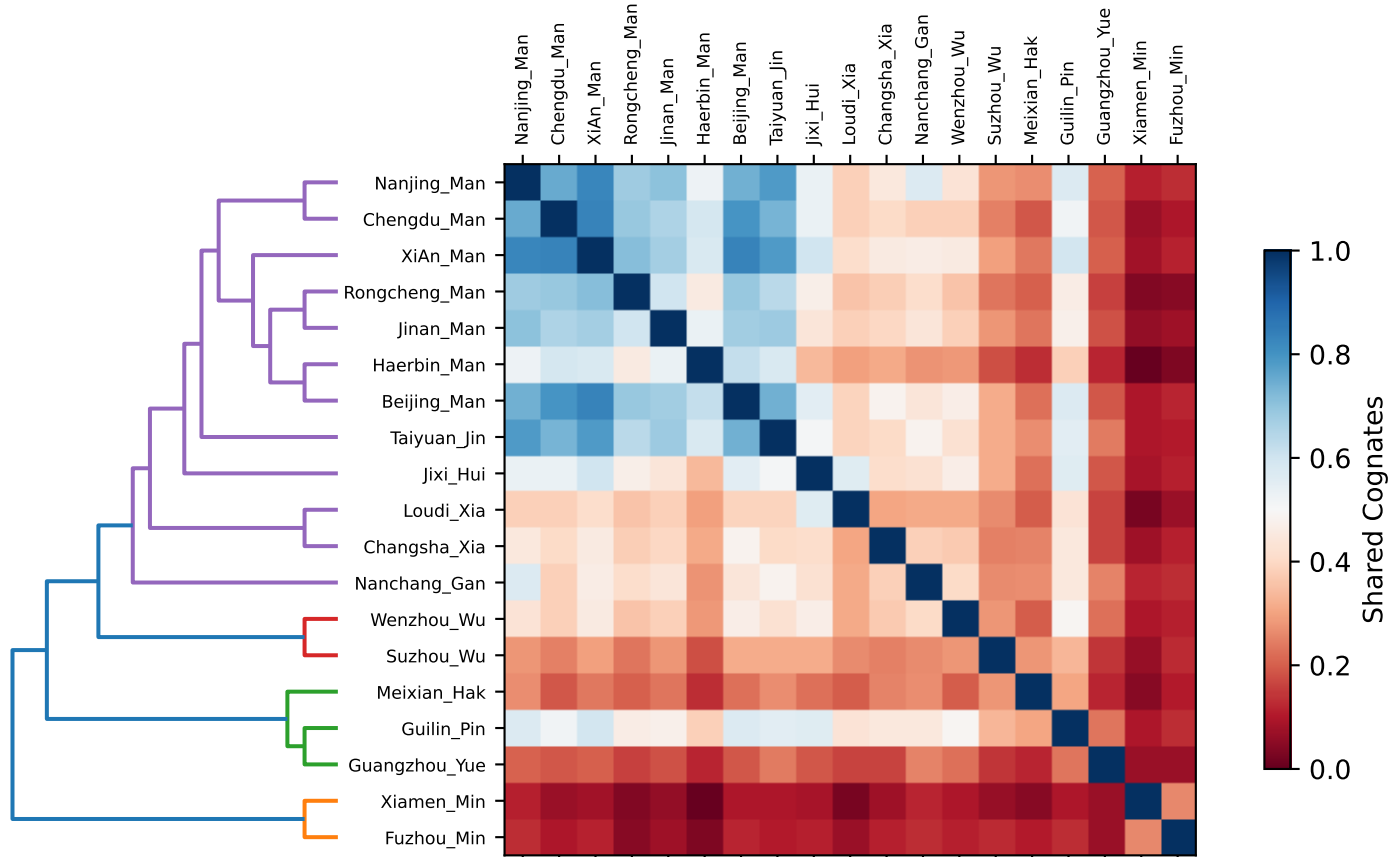 Nanjing_Man
Chengdu_Man
XiAn_Man
Rongcheng_Man
Jinan_Man
Haerbin_Man
Beijing_Man
Taiyuan_Jin
Jixi_Hui
Loudi_Xia
Changsha_Xia
Nanchang_Gan
Wenzhou_Wu
Suzhou_Wu
Meixian_Hak
Guilin_Pin
Guangzhou_Yue
Xiamen_Min
Fuzhou_Min
Nanjing_Man
Chengdu_Man
XiAn_Man
Rongcheng_Man
Jinan_Man
Haerbin_Man
Beijing_Man
Taiyuan_Jin
Jixi_Hui
Loudi_Xia
Changsha_Xia
Nanchang_Gan
Wenzhou_Wu
Suzhou_Wu
Meixian_Hak
Guilin_Pin
Guangzhou_Yue
Xiamen_Min
Fuzhou_Min
1.0
0.8
0.6
0.4
0.2
0.0
Shared Cognates